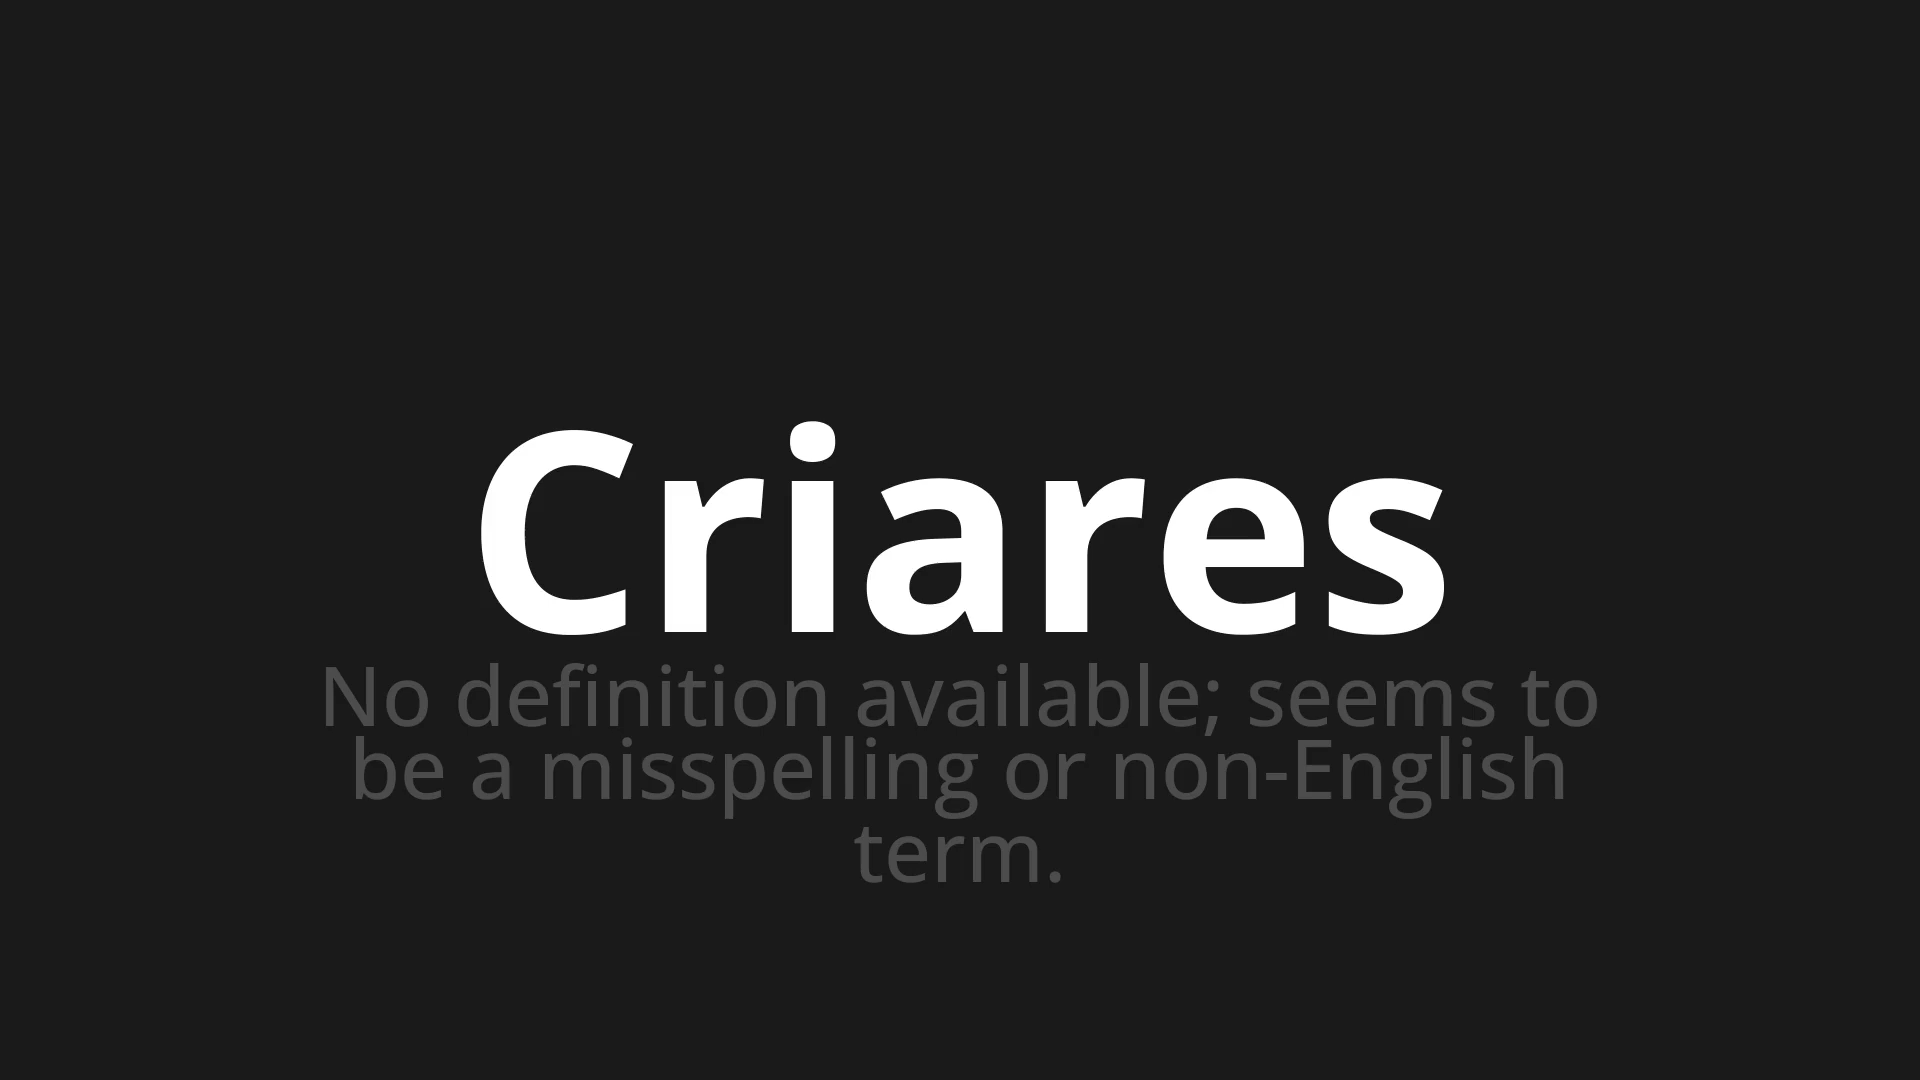 Criares
No definition available; seems to
be a misspelling or non-English
term.